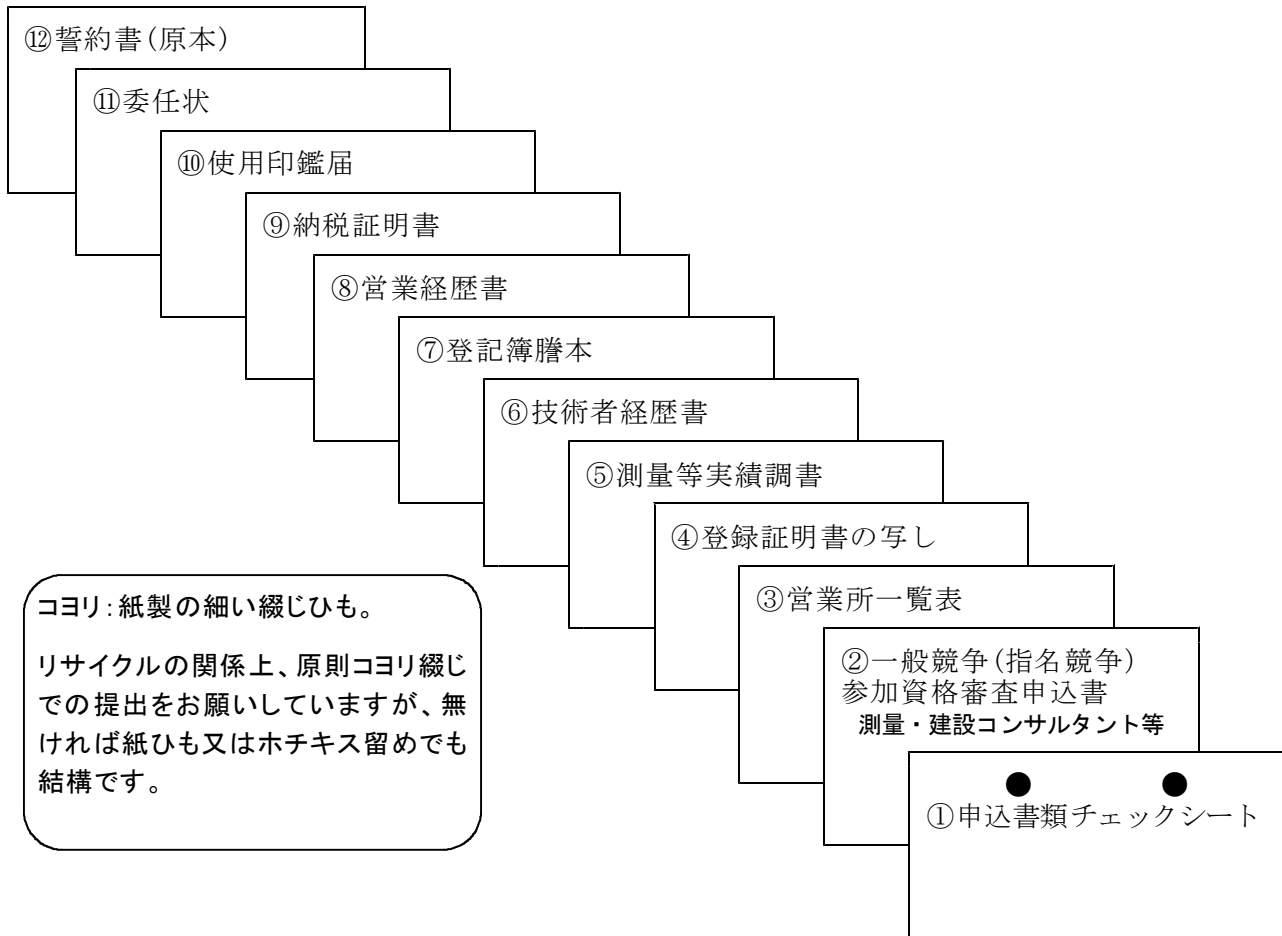 ⑫誓約書(原本)
⑪委任状
⑩使用印鑑届
⑨納税証明書
⑧営業経歴書
⑦登記簿謄本
⑥技術者経歴書
⑤測量等実績調書
④登録証明書の写し
③営業所一覧表
②一般競争(指名競争)
参加資格審査申込書
測量・建設コンサルタント等
①申込書類チェックシート
コヨリ:紙製の細い綴じひも。
リサイクルの関係上、原則コヨリ綴じ
での提出をお願いしていますが、無
ければ紙ひも又はホチキス留めでも
結構です。